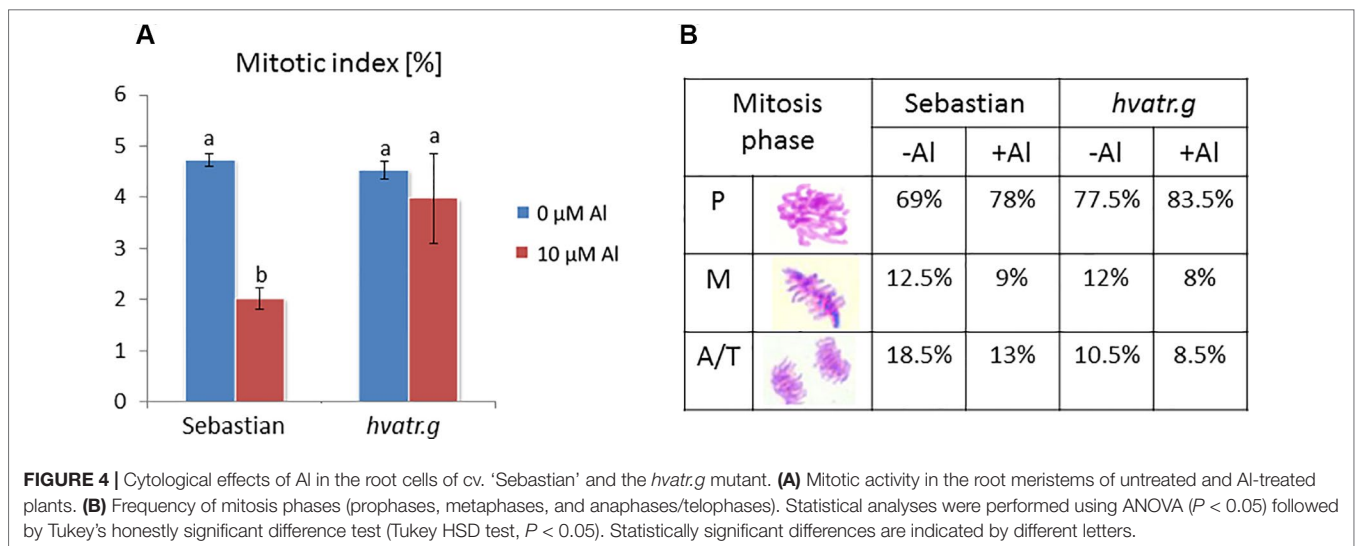 A
Mitotic index [%]
6
5
4
3
2
1
0
a
b
a
a
Sebastian
hvatr.g
0 µM Al
10 µM Al
B
Mitosis phase Sebastian hvatr.g
-Al +Al -Al +Al
P 69% 78% 77.5% 83.5%
M 12.5% 9% 12% 8%
A/T 18.5% 13% 10.5% 8.5%
FIGURE 4 | Cytological effects of Al in the root cells of cv. ‘Sebastian’ and the hvatr.g mutant. (A) Mitotic activity in the root meristems of untreated and Al-treated
plants. (B) Frequency of mitosis phases (prophases, metaphases, and anaphases/telophases). Statistical analyses were performed using ANOVA (P < 0.05) followed
by Tukey’s honestly significant difference test (Tukey HSD test, P < 0.05). Statistically significant differences are indicated by different letters.